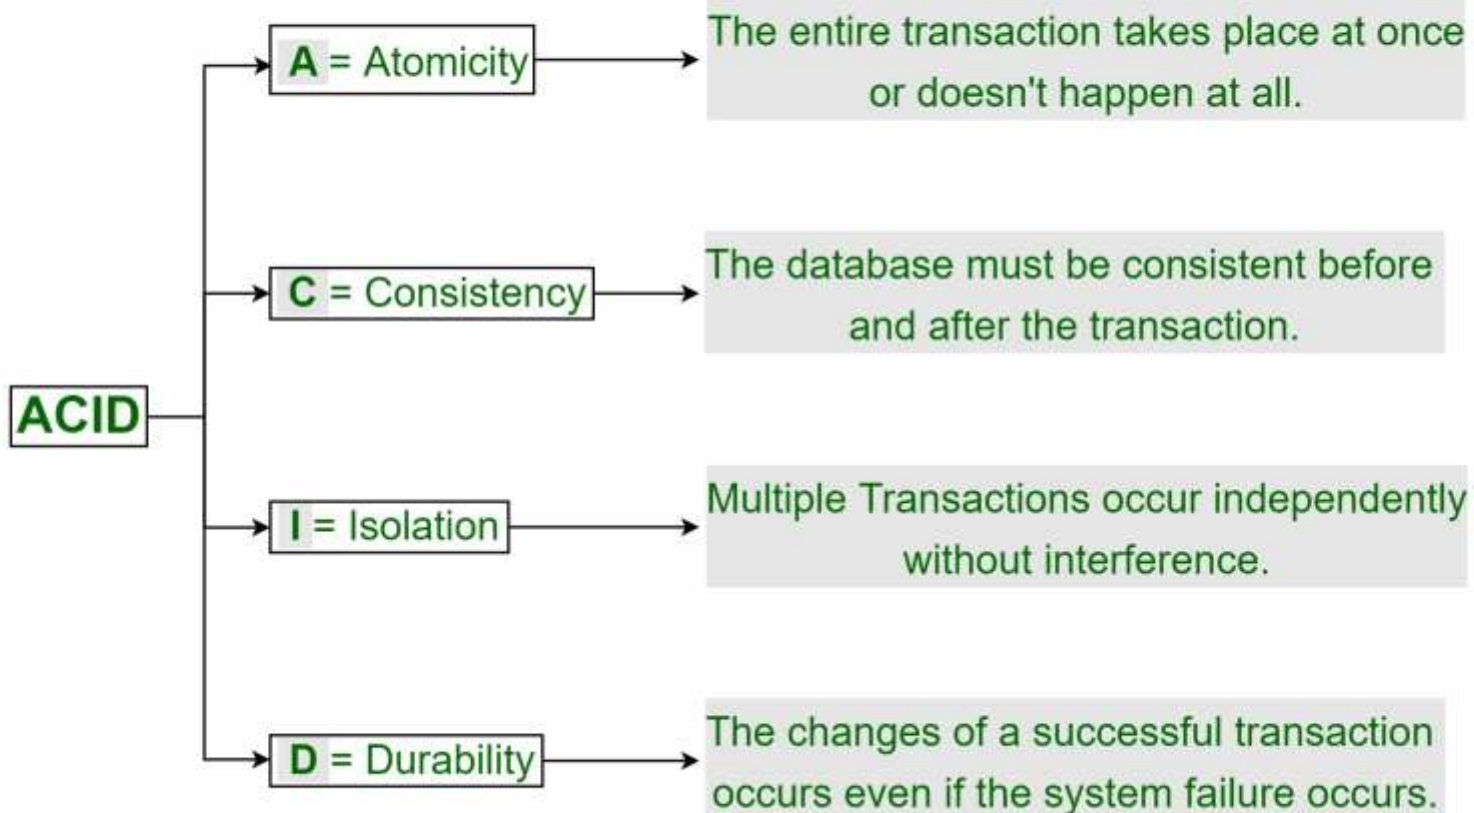 ACID
A = Atomicity
The entire transaction takes place at once
or doesn't happen at all.
C = Consistency
The database must be consistent before
and after the transaction.
I = Isolation
Multiple Transactions occur independently
without interference.
D = Durability
The changes of a successful transaction
occurs even if the system failure occurs.